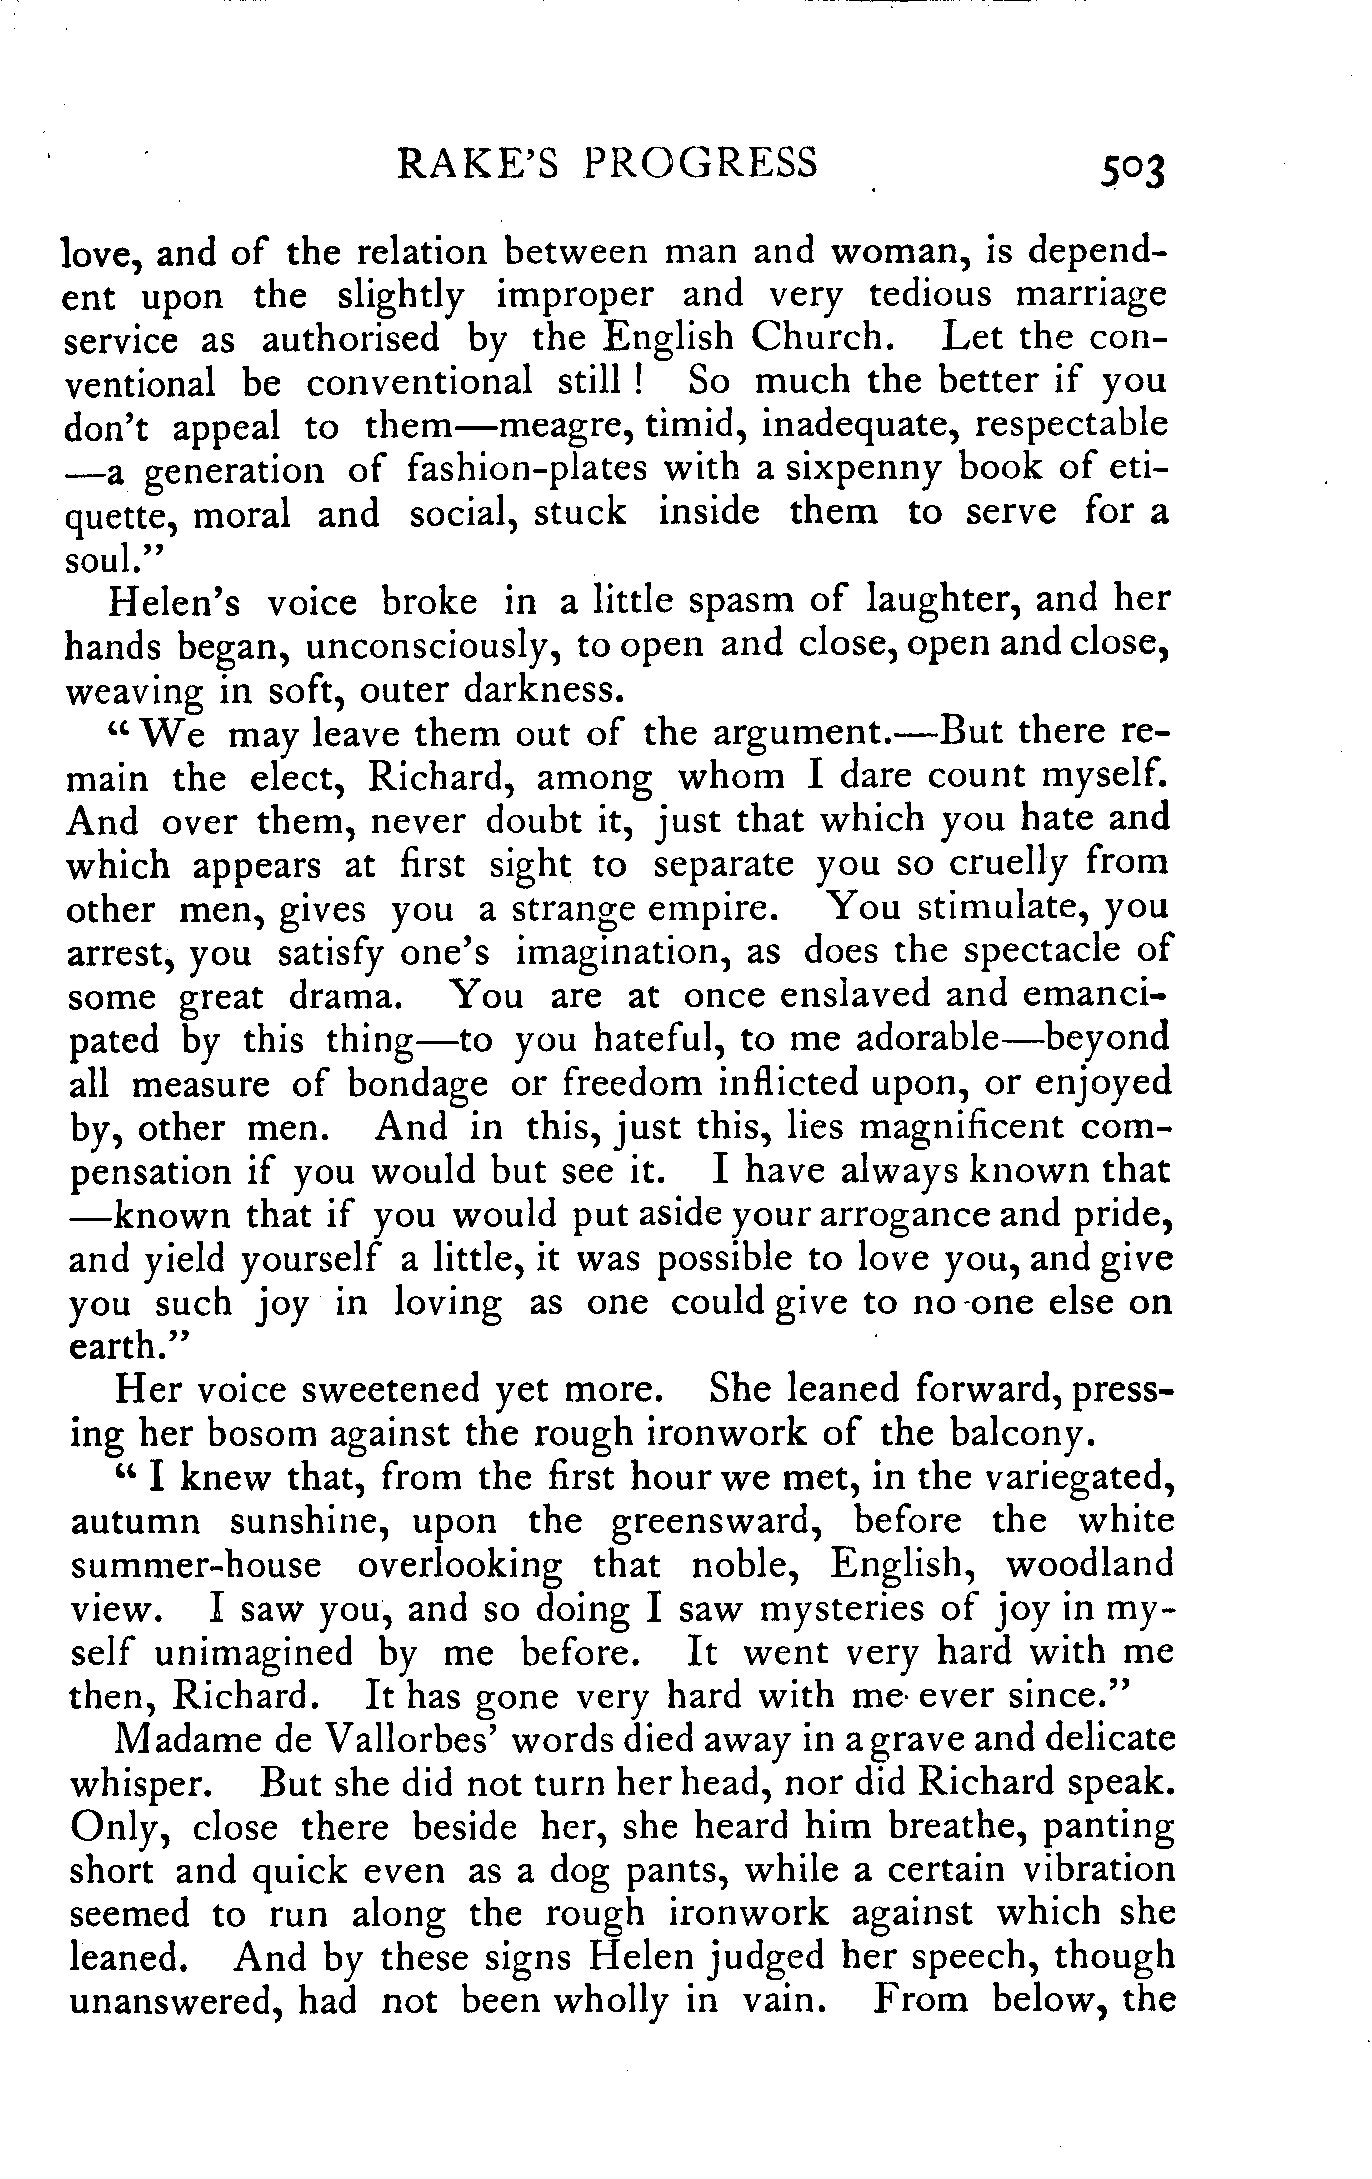 RAKE'S PROGRESS 503
love, and of the relation between man and woman, is depend-
ent upon the slightly improper and very tedious marriage
service as authorised by the English Church. Let the con-
ventional be conventional still! So much the better if you
don't appeal to them—meagre, timid, inadequate, respectable
—a generation of fashion-plates with a sixpenny book of eti-
quette, moral and social, stuck inside them to serve for a
soul."
Helen's voice broke in a little spasm of laughter, and her
hands began, unconsciously, to open and close, open and close,
weaving in soft, outer darkness.
"We may leave them out of the argument.—But there re-
main the elect, Richard, among whom I dare count myself.
And over them, never doubt it, just that which you hate and
which appears at first sight to separate you so cruelly from
other men, gives you a strange empire. You stimulate, you
arrest, you satisfy one's imagination, as does the spectacle of
some great drama. You are at once enslaved and emanci-
pated by this thing—to you hateful, to me adorable—beyond
all measure of bondage or freedom inflicted upon, or enjoyed
by, other men. And in this, just this, lies magnificent com-
pensation if you would but see it. I have always known that
—known that if you would put aside your arrogance and pride,
and yield yourself a little, it was possible to love you, and give
you such joy in loving as one could give to no-one else on
earth."
Her voice sweetened yet more. She leaned forward, press-
ing her bosom against the rough ironwork of the balcony.
"I knew that, from the first hour we met, in the variegated,
autumn sunshine, upon the greensward, before the white
summer-house overlooking that noble, English, woodland
view. I saw you, and so doing I saw mysteries of joy in my-
self unimagined by me before. It went very hard with me
then, Richard. It has gone very hard with me ever since."
Madame de Vallorbes' words died away in a grave and delicate
whisper. But she did not turn her head, nor did Richard speak.
Only, close there beside her, she heard him breathe, panting
short and quick even as a dog pants, while a certain vibration
seemed to run along the rough ironwork against which she
leaned. And by these signs Helen judged her speech, though
unanswered, had not been wholly in vain. From below, the